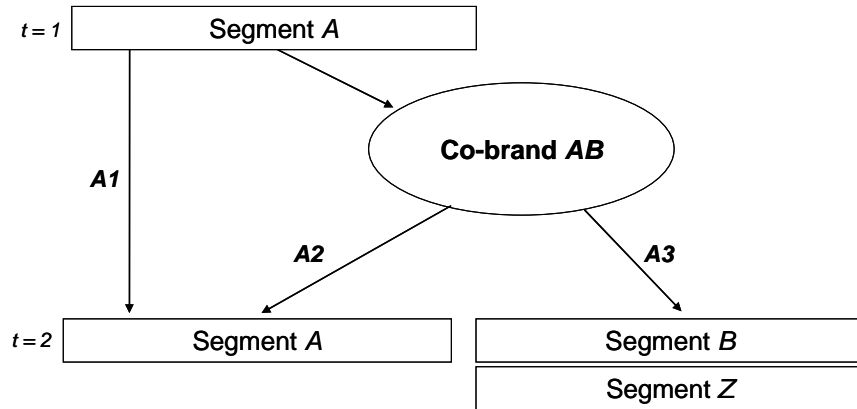 t = 1
Segment A
Co-brand AB
A1
A2
A3
t = 2
Segment A
Segment B
Segment Z